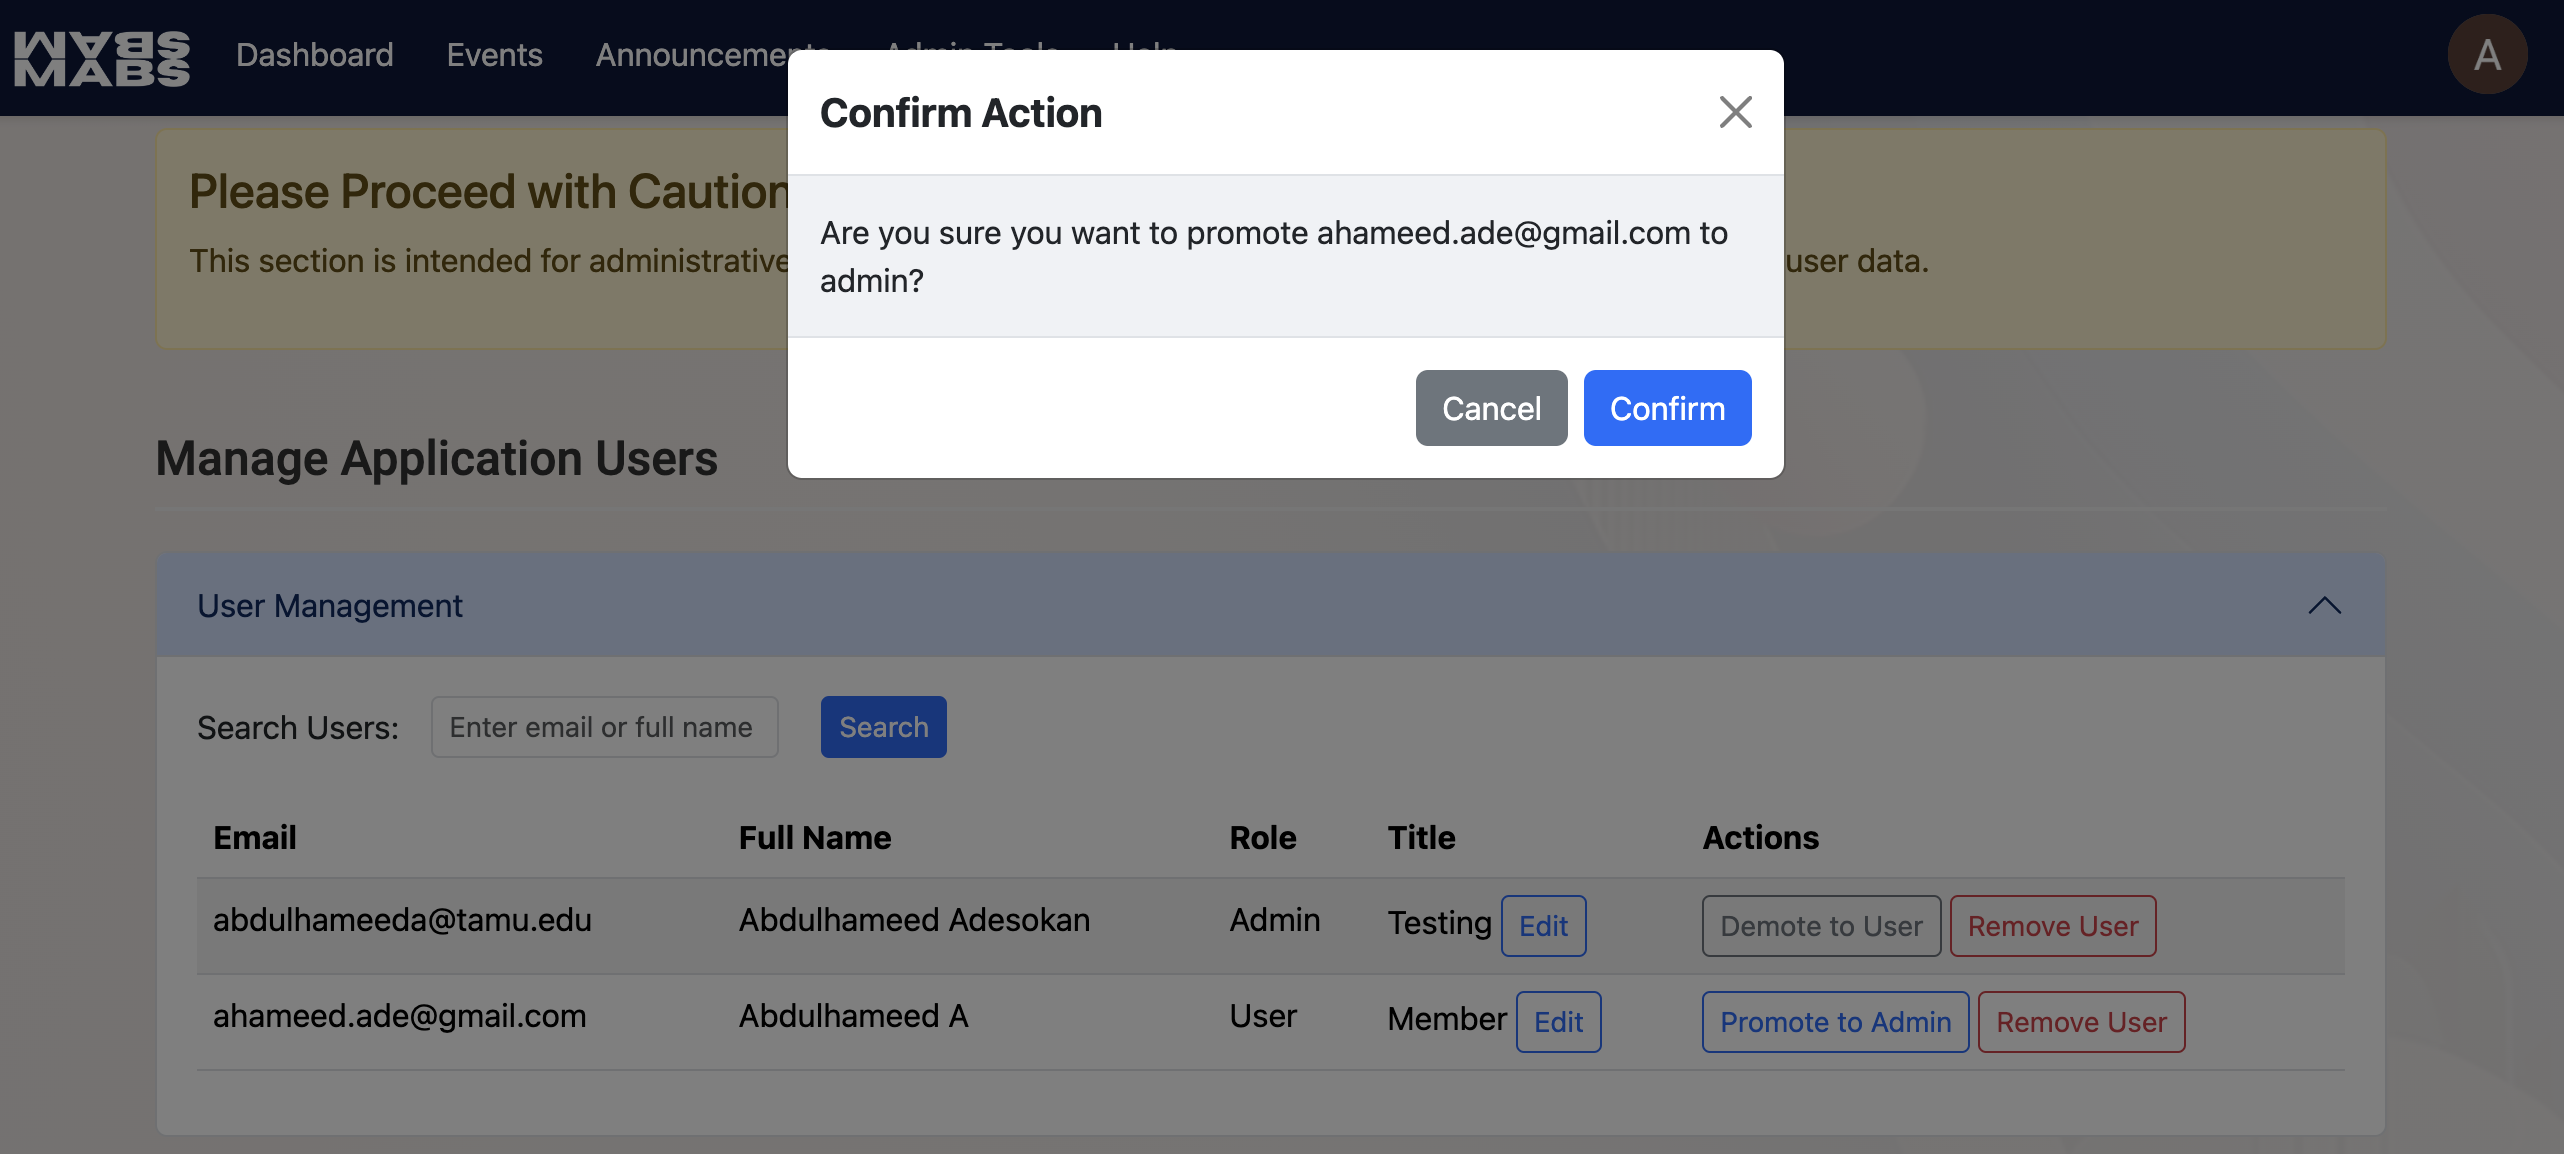 MABS
Dashboard Events Announcements Admin Tools Help
A
Confirm Action
Are you sure you want to promote ahameed.ade@gmail.com to
admin?
Cancel Confirm
Please Proceed with Caution
This section is intended for administrative
user data.
Manage Application Users
User Management
Search Users: Enter email or full name Search
Email Full Name Role Title Actions
abdulhameeda@tamu.edu Abdulhameed Adesokan Admin Testing Edit Demote to User Remove User
ahameed.ade@gmail.com Abdulhameed A User Member Edit Promote to Admin Remove User